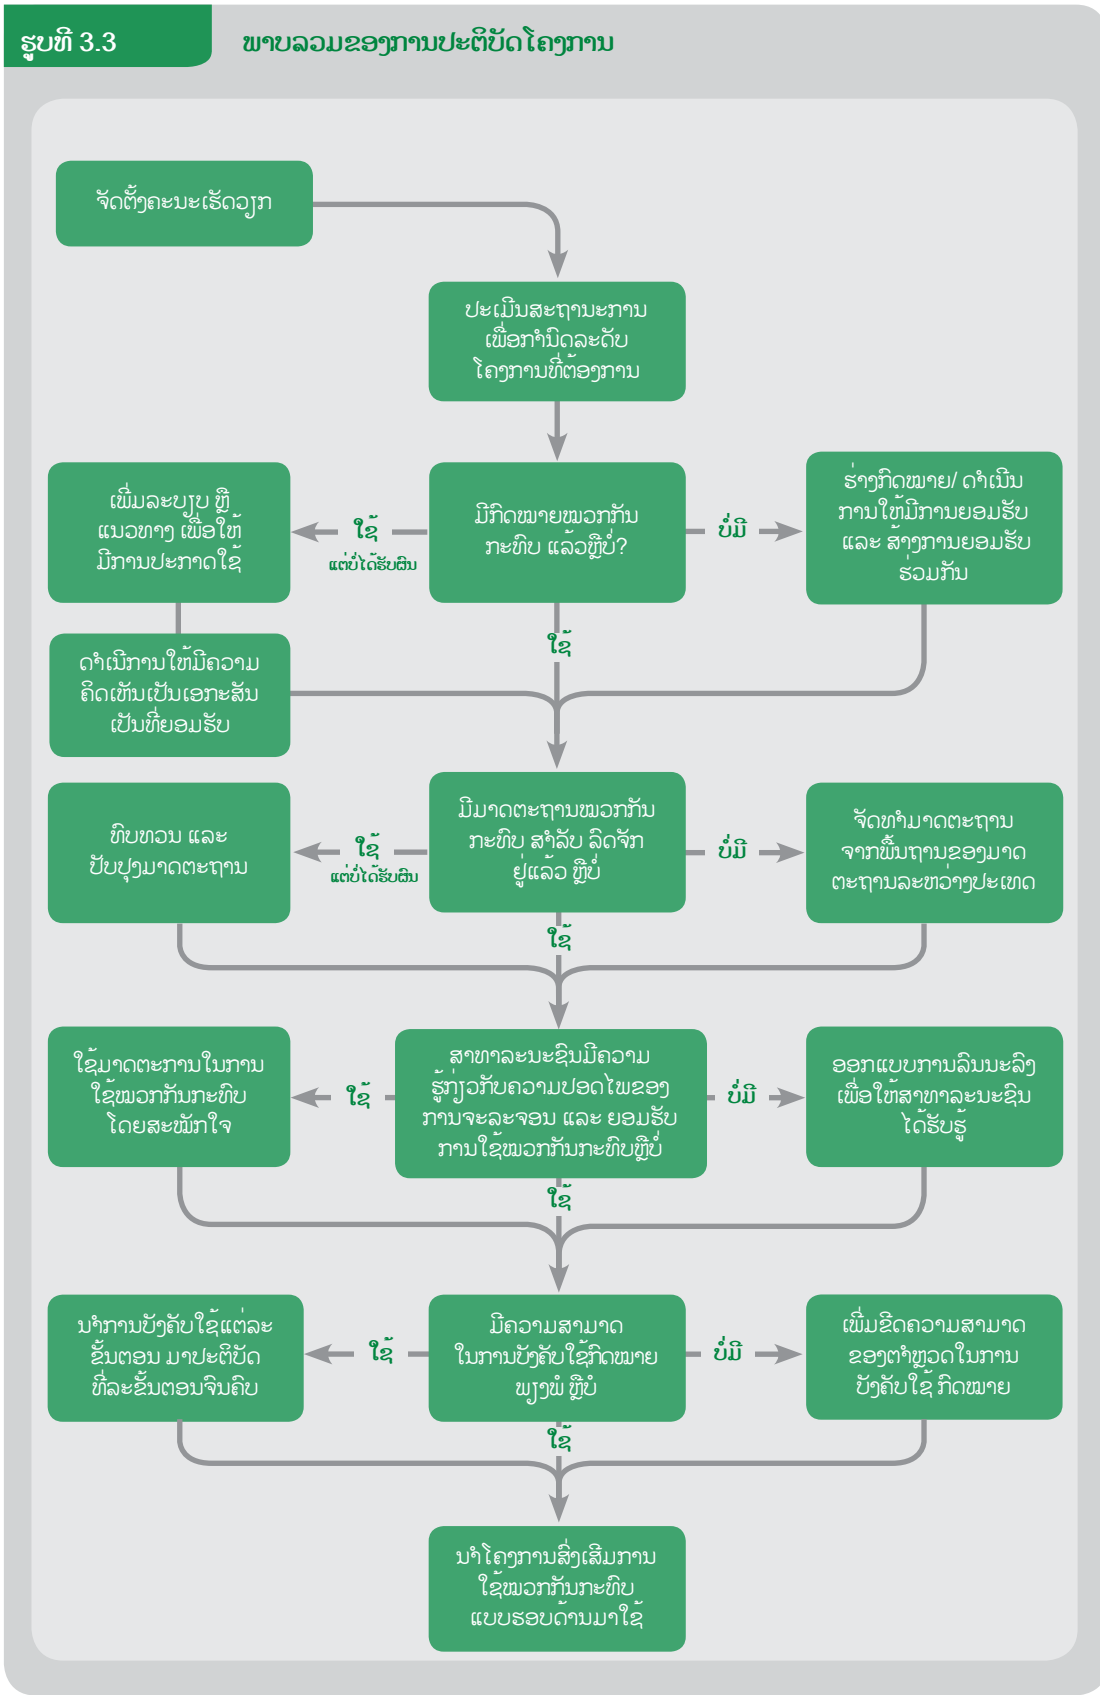 ຮູບທີ 3.3
ພາບລວມຂອງການປະຕິບັດໂຄງການ
ຈັດຕັ້ງຄະນະເຮັດວຽກ
ປະເມີນສະຖານະການ
ເພື່ອກຳນົດລະດັບ
ໂຄງການທີ່ຕ້ອງການ
ເພີ່ມລະບຽບ ຫຼື
ແນວທາງ ເພື່ອໃຫ້
ມີການປະກາດໃຊ້
ໃຊ້
ແຕ່ບໍ່ໄດ້ຮັບຜົນ
ມີກົດໝາຍໝວກກັນ
ກະທົບ ແລ້ວຫຼືບໍ່?
ບໍ່ມີ
ຮ່າງກົດໝາຍ/ ດຳເນີນ
ການໃຫ້ມີການຍອມຮັບ
ແລະ ສ້າງການຍອມຮັບ
ຮ່ວມກັນ
ໃຊ້
ດຳເນີການໃຫ້ມີຄວາມ
ຄິດເຫັນເປັນເອກະສັນ
ເປັນທີ່ຍອມຮັບ
ທົບທວນ ແລະ
ປັບປຸງມາດຕະຖານ
ໃຊ້
ແຕ່ບໍ່ໄດ້ຮັບຜົນ
ມີມາດຕະຖານໝວກກັນ
ກະທົບ ສຳລັບ ລົດຈັກ
ຢູ່ແລ້ວ ຫຼືບໍ່
ບໍ່ມີ
ຈັດທຳມາດຕະຖານ
ຈາກພື້ນຖານຂອງມາດ
ຕະຖານລະຫວ່າງປະເທດ
ໃຊ້
ໃຊ້ມາດຕະການໃນການ
ໃຊ້ໝວກກັນກະທົບ
ໂດຍສະໝັກໃຈ
ໃຊ້
ສາທາລະນະຊົນມີຄວາມ
ຮູ້ກ່ຽວກັບຄວາມປອດໄພຂອງ
ການຈະລະຈອນ ແລະ ຍອມຮັບ
ການໃຊ້ໝວກກັນກະທົບຫຼືບໍ່
ບໍ່ມີ
ອອກແບບການລົນນະລົງ
ເພື່ອໃຫ້ສາທາລະນະຊົນ
ໄດ້ຮັບຮູ້
ໃຊ້
ນຳການບັງຄັບໃຊ້ແຕ່ລະ
ຂັ້ນຕອນ ມາປະຕິບັດ
ທີ່ລະຂັ້ນຕອນຈົນຄົບ
ໃຊ້
ມີຄວາມສາມາດ
ໃນການບັງຄັບໃຊ້ກົດໝາຍ
ພຽງພໍ ຫຼືບໍ່
ບໍ່ມີ
ເພີ່ມຂີດຄວາມສາມາດ
ຂອງຕຳຫຼວດໃນການ
ບັງຄັບໃຊ້ ກົດໝາຍ
ໃຊ້
ນຳໂຄງການສົ່ງເສີມການ
ໃຊ້ໝວກກັນກະທົບ
ແບບຮອບດ້ານມາໃຊ້